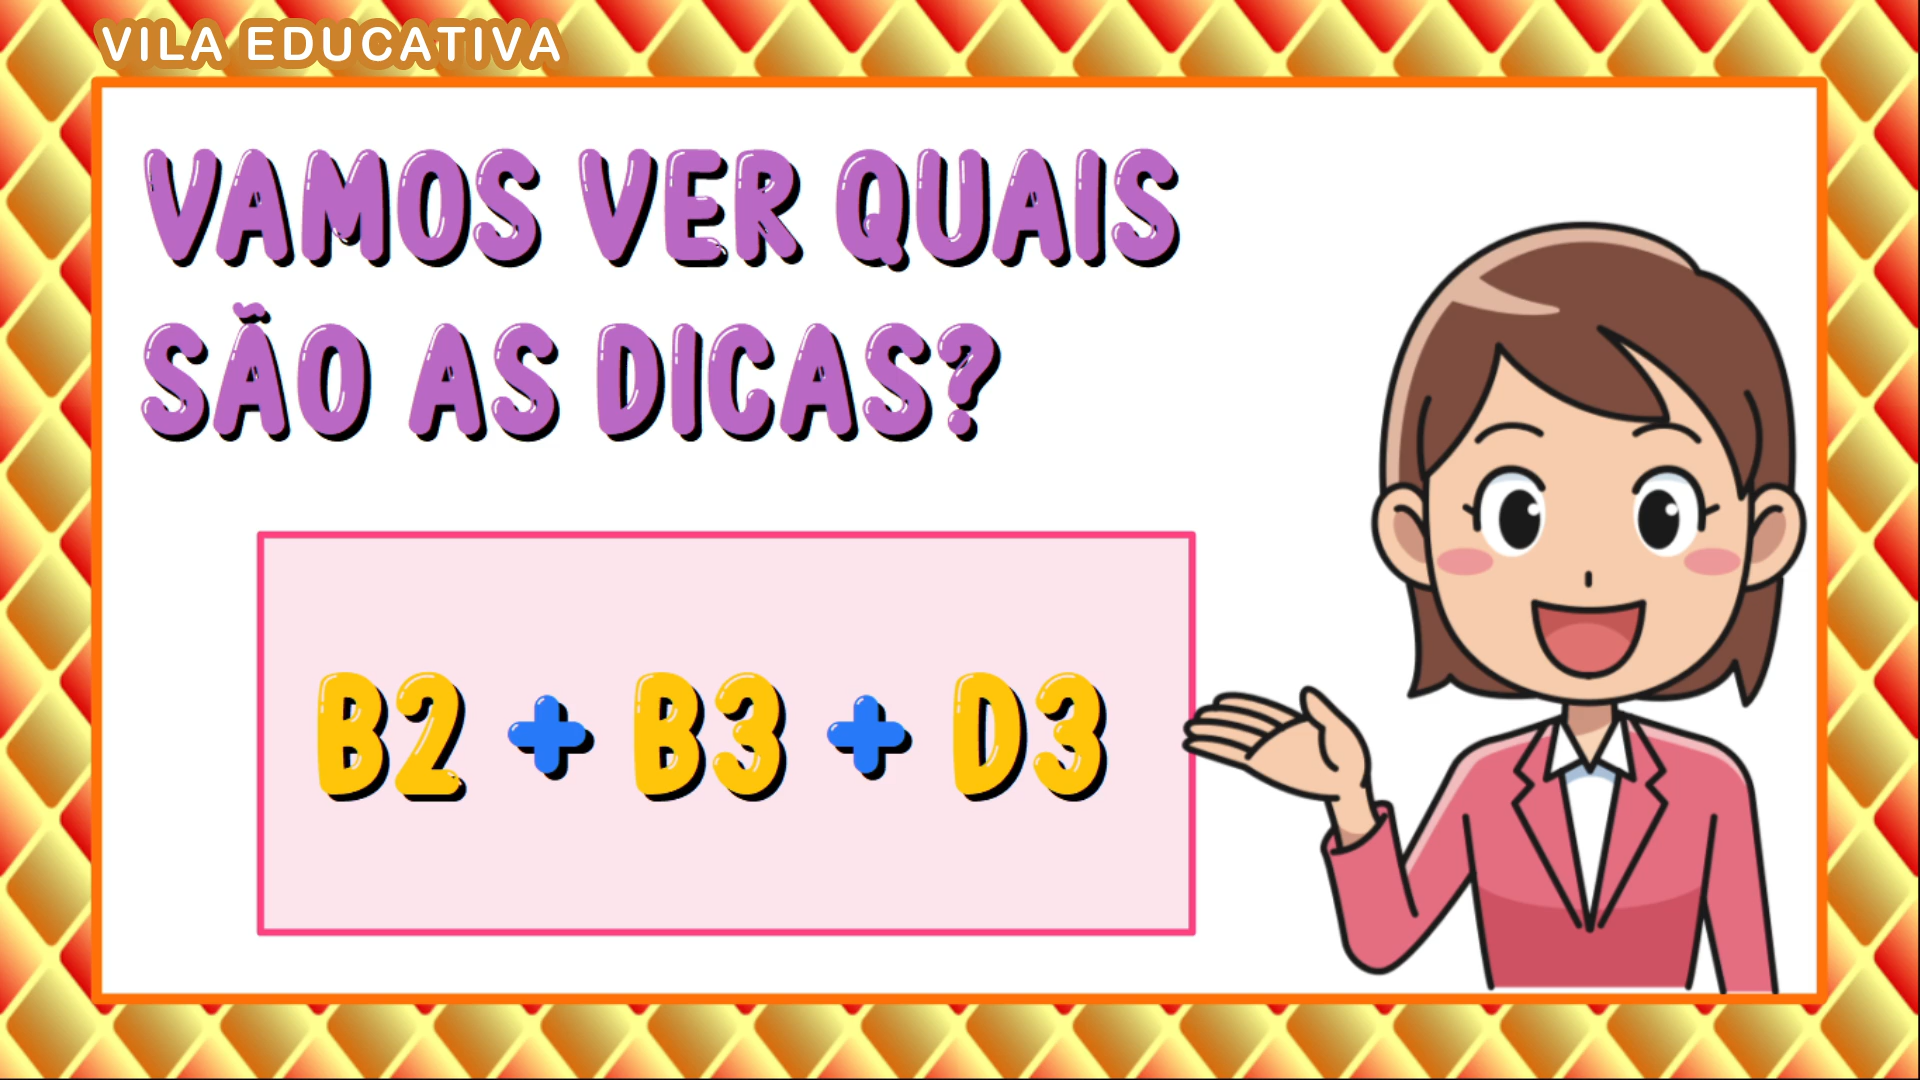 VILA EDUCATIVA
VAMOS VER QUAIS
SÃO AS DICAS?
B2 + B3 + D3